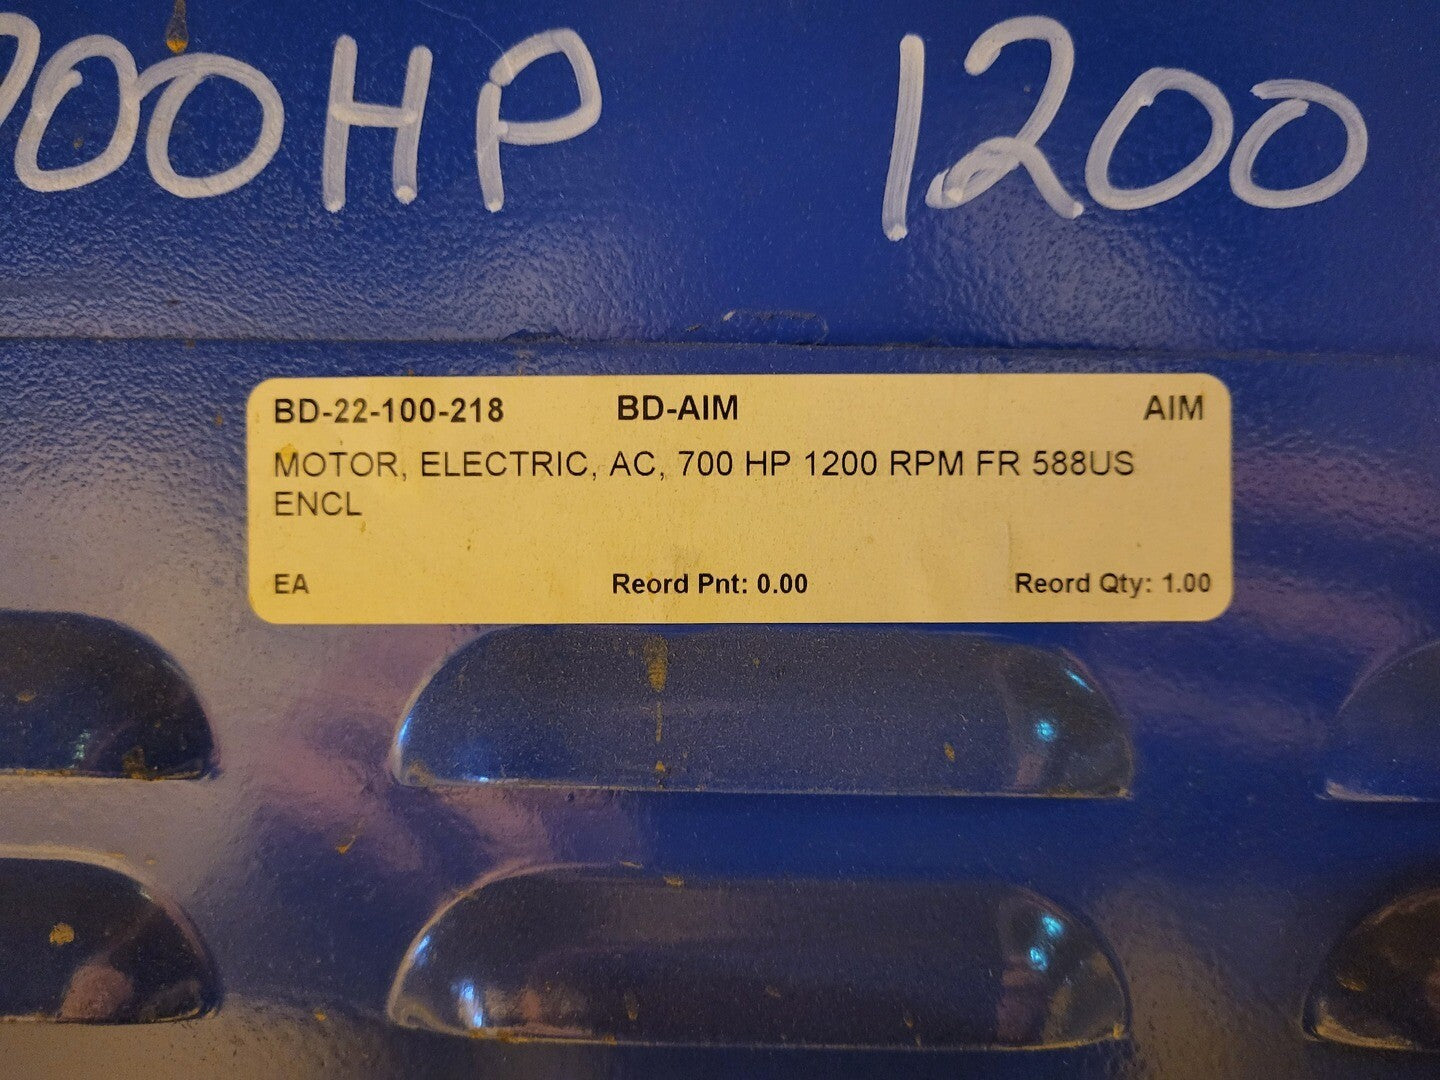 700HP 1200
BD-22-100-218 BD-AIM AIM
MOTOR, ELECTRIC, AC, 700 HP 1200 RPM FR 588US
ENCL
EA Reord Pnt: 0.00 Reord Qty: 1.00